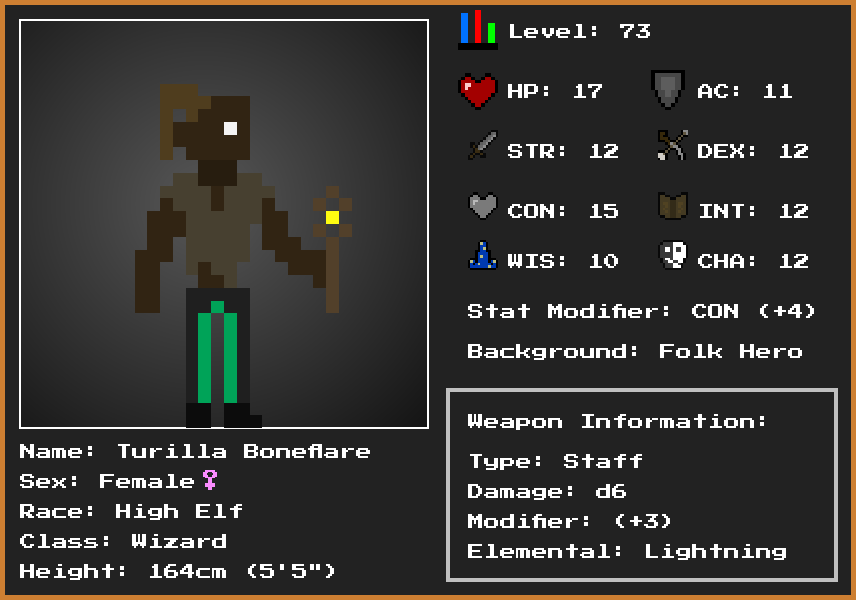 Level: 73
HP: 17 AC: 11
STR: 12 DEX: 12
CON: 15 INT: 12
WIS: 10 CHA: 12
Stat Modifier: CON (+4)
Background: Folk Hero
Weapon Information:
Type: Staff
Damage: d6
Modifier: (+3)
Elemental: Lightning
Name: Turilla Boneflare
Sex: Female♀
Race: High Elf
Class: Wizard
Height: 164cm (5'5")